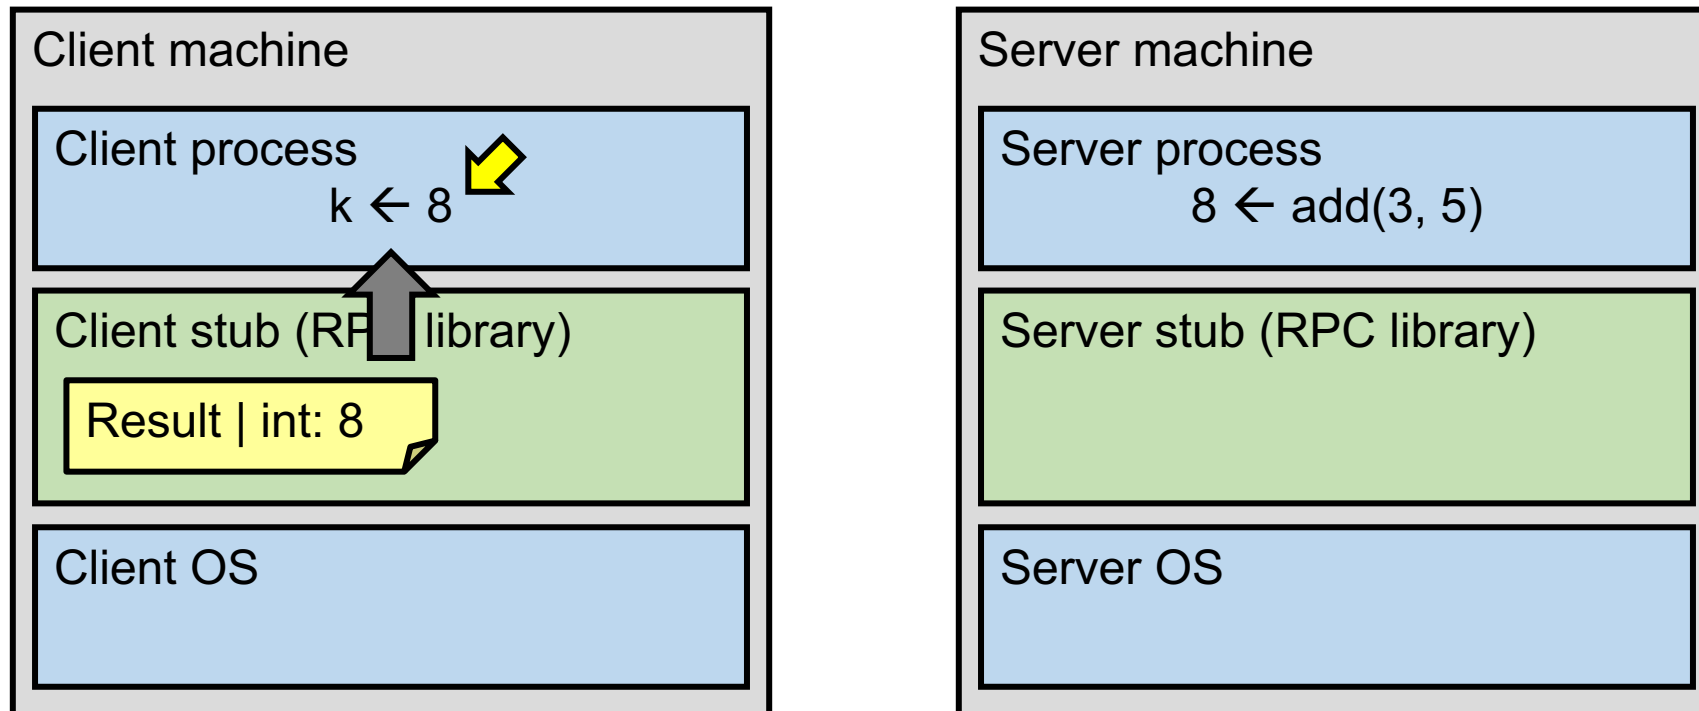 Client machine
Client process
k ← 8
Client stub (RP library)
Result | int: 8
Client OS
Server machine
Server process
8 ← add(3, 5)
Server stub (RPC library)
Server OS